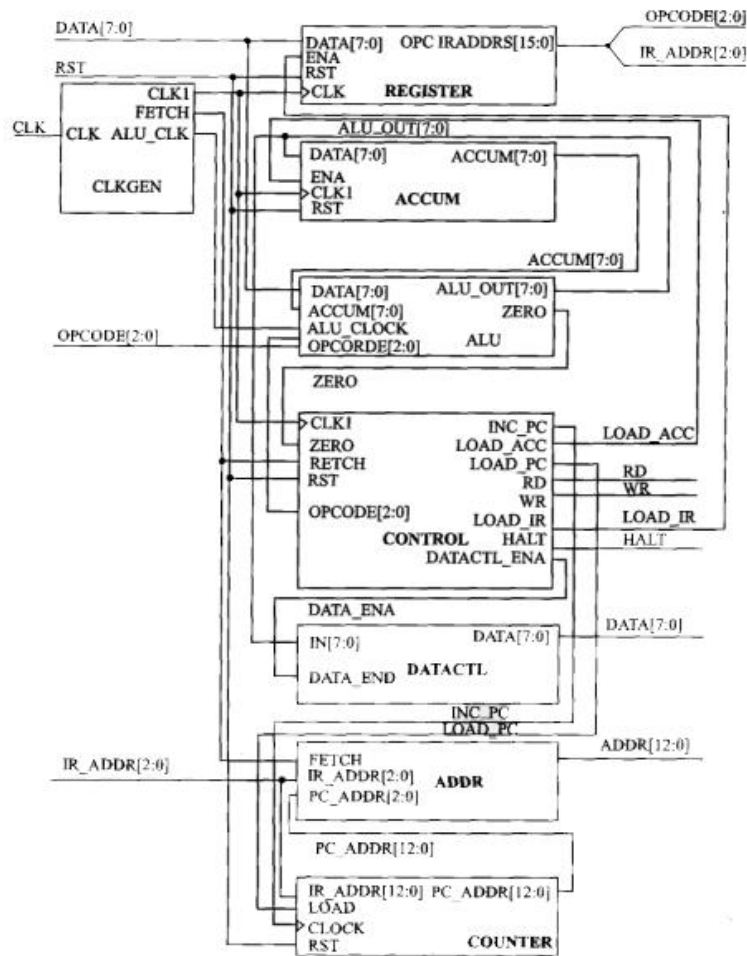 OPCODE[2:0]
DATA[7:0]
DATA[7:0] OPC IRADDRS[15:0]
ENA
IR_ADDR[2:0]
RST
RST
CLK1
CLK
REGISTER
FETCH
CLK
CLK ALU_CLK
ALU_OUT[7:0]
DATA[7:0] ACCUM[7:0]
CLKGEN
ENA
CLK1
ACCUM
RST
ACCUM[7:0]
DATA[7:0] ALU_OUT[7:0]
ACCUM[7:0] ZERO
ALU_CLOCK
ALU
OPCODE[2:0]
OPCORDE[2:0]
ZERO
CLK1
INC_PC
LOAD_ACC
ZERO
LOAD_ACC
RETCH
LOAD_PC
RST
RD
RD
WR
WR
OPCODE[2:0]
LOAD_IR
LOAD_IR
CONTROL
HALT
HALT
DATACTL_ENA
DATA_ENA
DATA[7:0]
IN[7:0] DATA[7:0]
DATACTL
DATA_END
INC_PC
LOAD_PC
ADDR[12:0]
FETCH
IR_ADDR[2:0]
IR_ADDR[2:0]
ADDR
PC_ADDR[2:0]
PC_ADDR[12:0]
IR_ADDR[12:0] PC_ADDR[12:0]
LOAD
CLOCK
RST
COUNTER